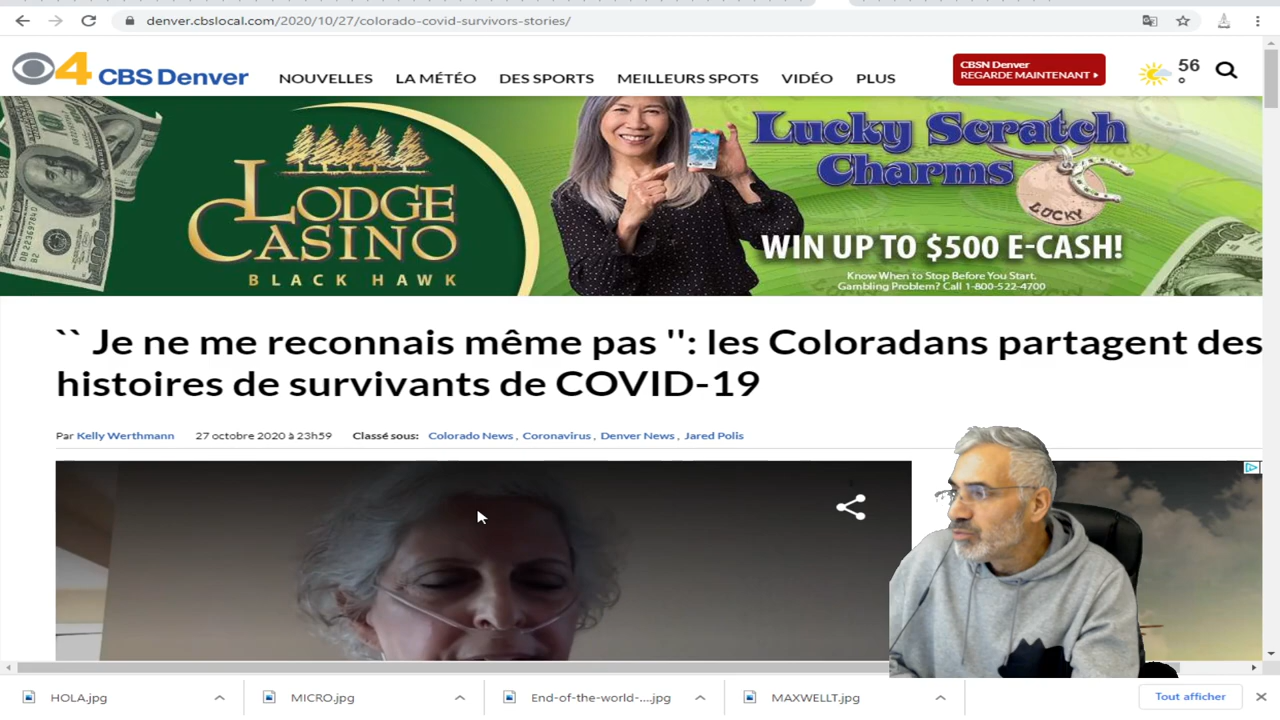 denver.cbslocal.com/2020/10/27/colorado-covid-survivors-stories/
4 CBS Denver
NOUVELLES LA MÉTÉO DES SPORTS MEILLEURS SPOTS VIDÉO PLUS
CBSN Denver
REGARDE MAINTENANT
56
°
LODGE
CASINO
BLACK HAWK
Lucky Scratch
Charms
LUCKY
WIN UP TO $500 E-CASH!
Know When to Stop Before You Start.
Gambling Problem? Call 1-800-522-4700
`` Je ne me reconnais même pas '': les Coloradans partagent des
histoires de survivants de COVID-19
Par Kelly Werthmann 27 octobre 2020 à 23h59 Classé sous: Colorado News , Coronavirus , Denver News , Jared Polis
HOLA.jpg MICRO.jpg End-of-the-world-....jpg MAXWELLT.jpg Tout afficher